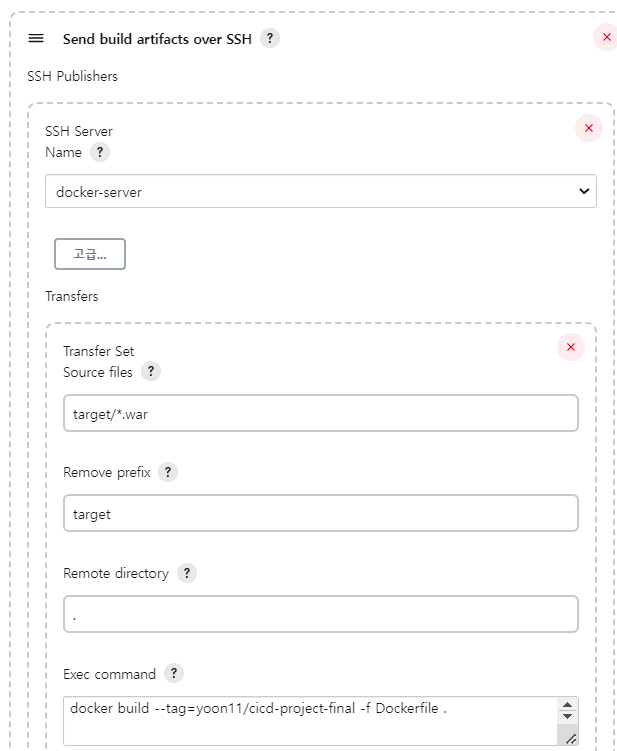 Send build artifacts over SSH ?
SSH Publishers
SSH Server
Name ?
docker-server
고급...
Transfers
Transfer Set
Source files ?
target/*.war
Remove prefix ?
target
Remote directory ?
.
Exec command ?
docker build --tag=yoon11/cicd-project-final -f Dockerfile .